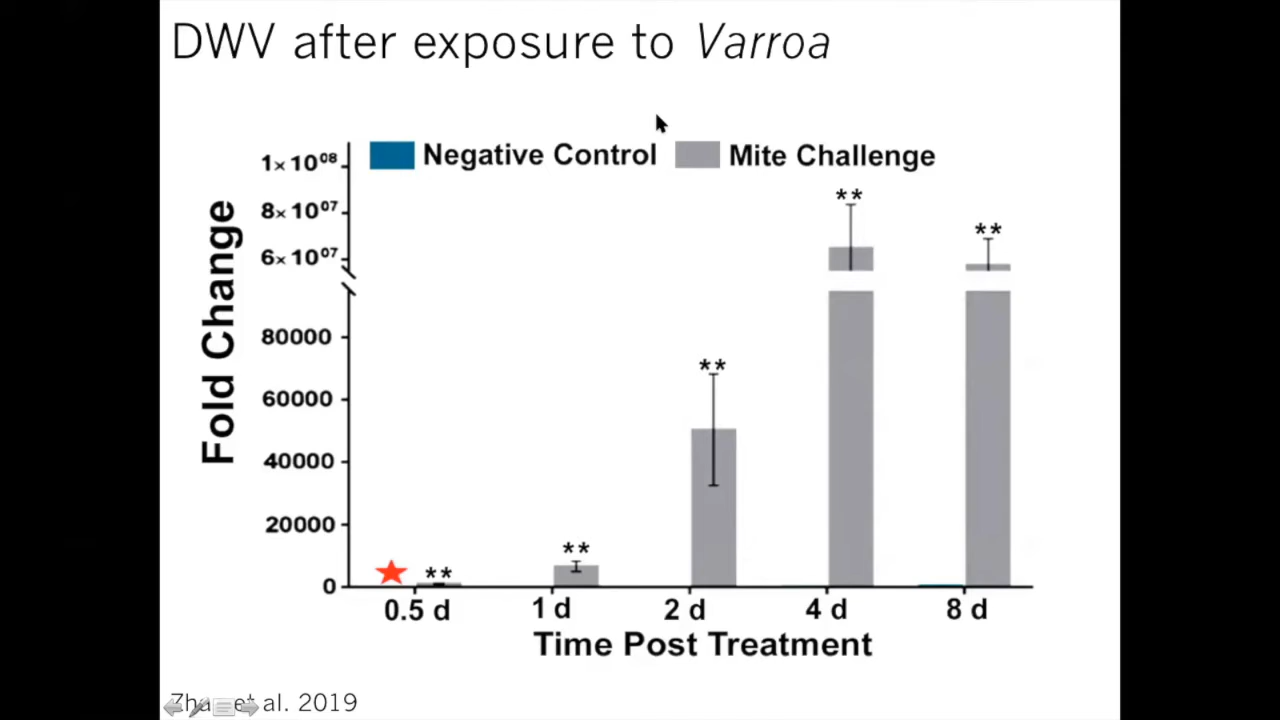 DWV after exposure to Varroa
Negative Control
Mite Challenge
1× 10⁰⁸
8× 10⁰⁷
6× 10⁰⁷
80000
60000
40000
20000
0
Fold Change
**
**
**
**
**
0.5 d
1 d
2 d
4 d
8 d
Time Post Treatment
et al. 2019